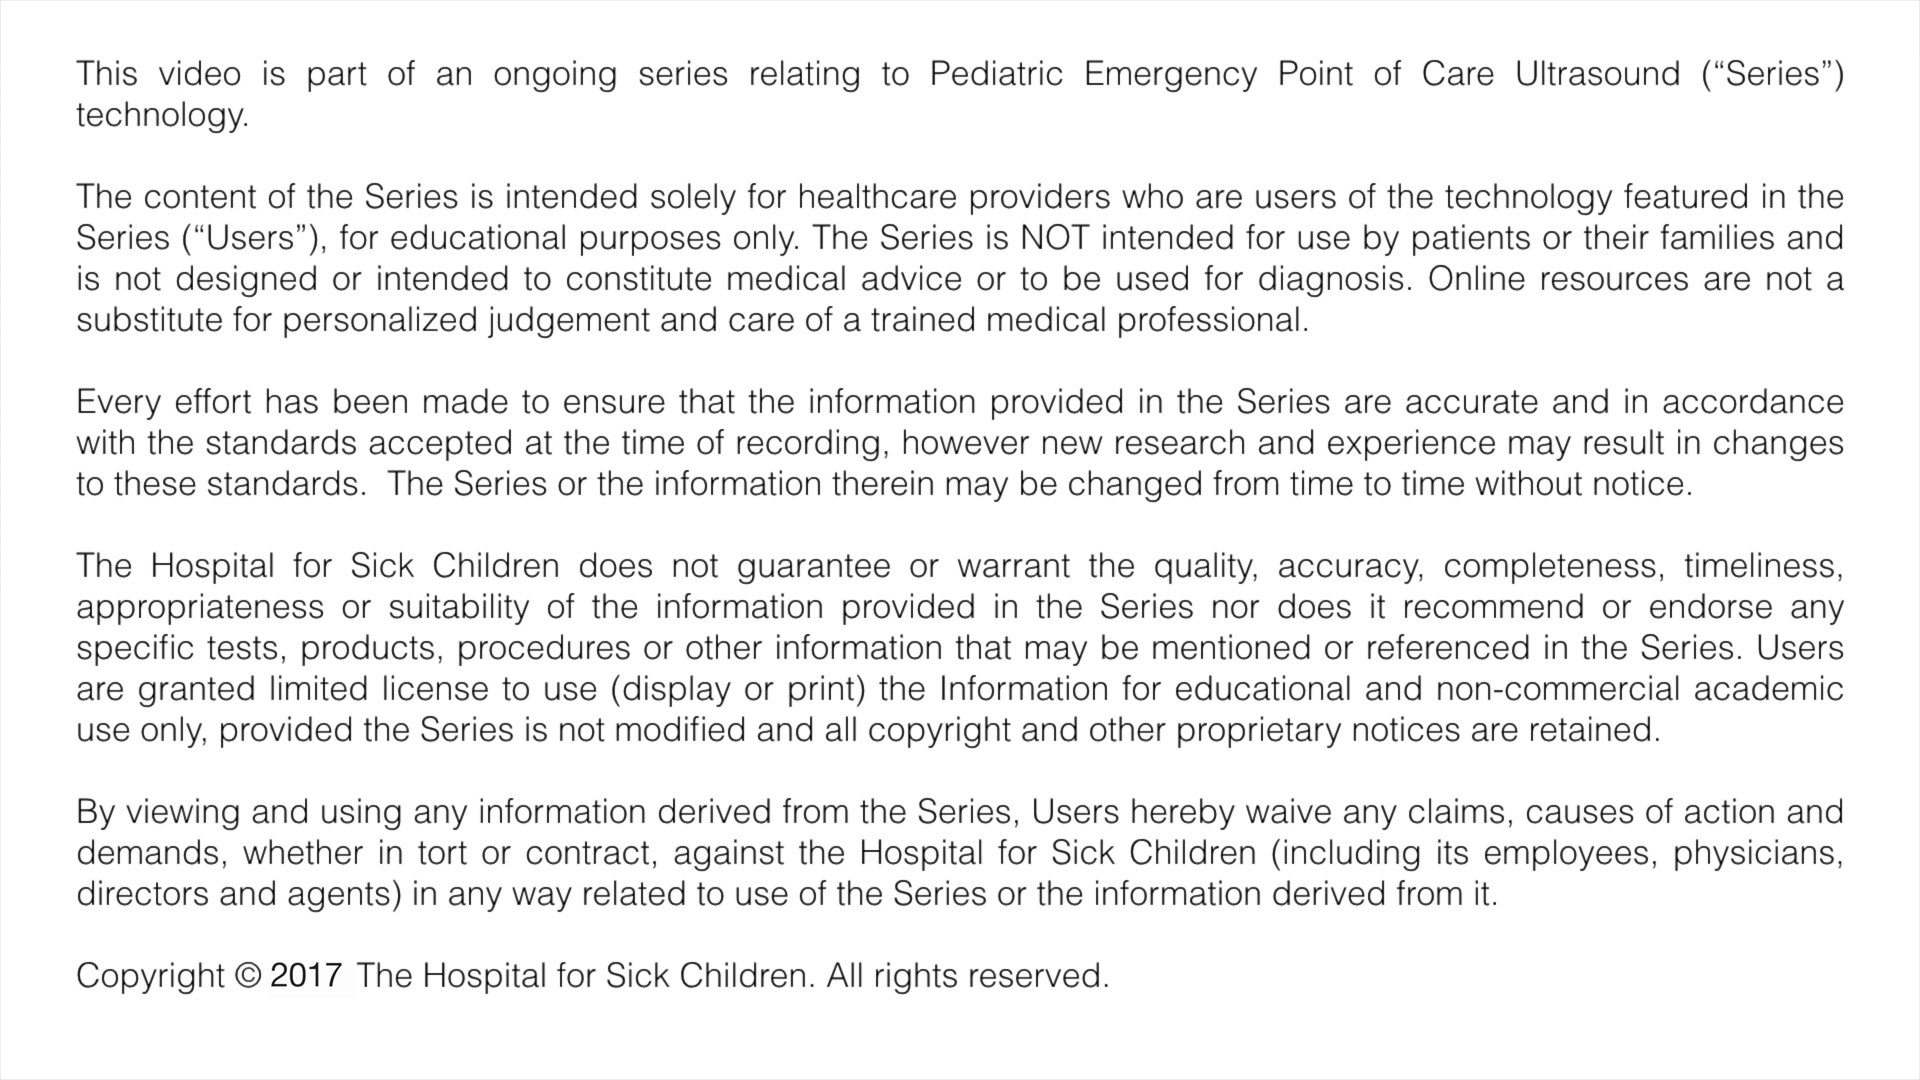 This video is part of an ongoing series relating to Pediatric Emergency Point of Care Ultrasound (“Series”)
technology.
The content of the Series is intended solely for healthcare providers who are users of the technology featured in the
Series (“Users”), for educational purposes only. The Series is NOT intended for use by patients or their families and
is not designed or intended to constitute medical advice or to be used for diagnosis. Online resources are not a
substitute for personalized judgement and care of a trained medical professional.
Every effort has been made to ensure that the information provided in the Series are accurate and in accordance
with the standards accepted at the time of recording, however new research and experience may result in changes
to these standards.  The Series or the information therein may be changed from time to time without notice.
The Hospital for Sick Children does not guarantee or warrant the quality, accuracy, completeness, timeliness,
appropriateness or suitability of the information provided in the Series nor does it recommend or endorse any
specific tests, products, procedures or other information that may be mentioned or referenced in the Series. Users
are granted limited license to use (display or print) the Information for educational and non-commercial academic
use only, provided the Series is not modified and all copyright and other proprietary notices are retained.
By viewing and using any information derived from the Series, Users hereby waive any claims, causes of action and
demands, whether in tort or contract, against the Hospital for Sick Children (including its employees, physicians,
directors and agents) in any way related to use of the Series or the information derived from it.
Copyright © 2017 The Hospital for Sick Children. All rights reserved.